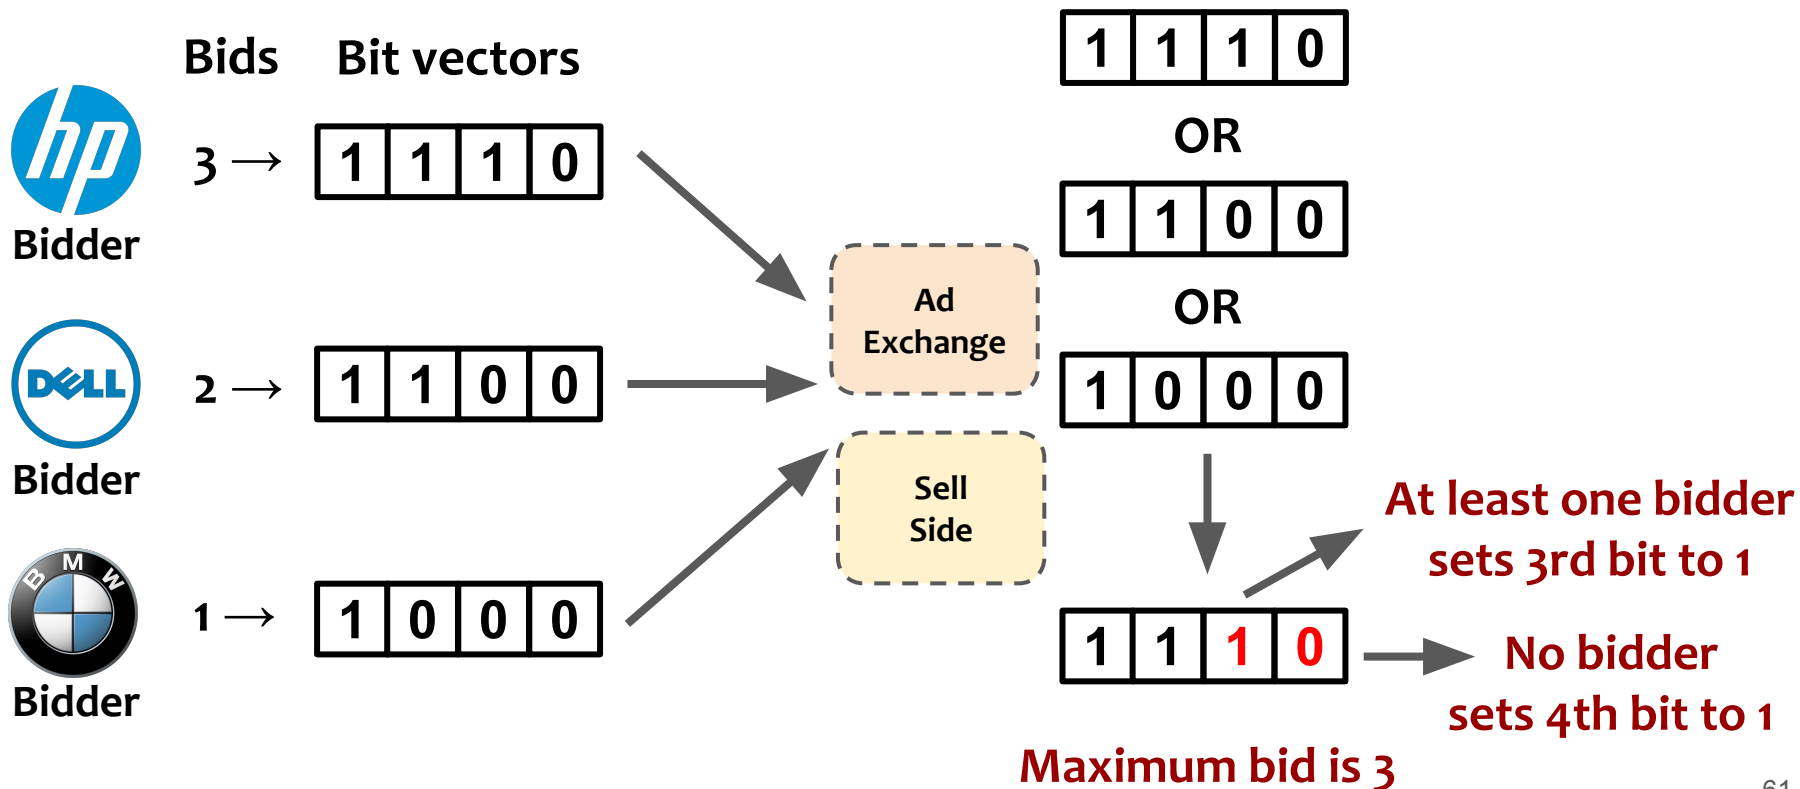 Bids Bit vectors
hp
Bidder
3 → 1 1 1 0
DELL
Bidder
2 → 1 1 0 0
BMW
Bidder
1 → 1 0 0 0
Ad
Exchange
Sell
Side
1 1 1 0
OR
1 1 0 0
OR
1 0 0 0
1 1 1 0
At least one bidder
sets 3rd bit to 1
No bidder
sets 4th bit to 1
Maximum bid is 3
61